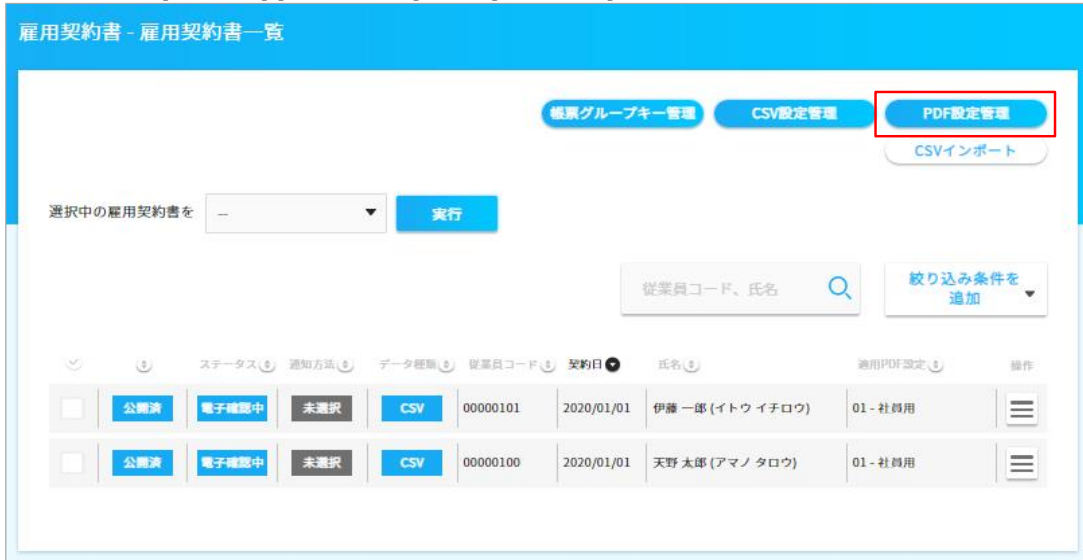 雇用契約書 - 雇用契約書一覧
帳票グループキー管理 CSV設定管理 PDF設定管理
CSVインポート
選択中の雇用契約書を -- 実行
従業員コード、氏名 絞り込み条件を
追加
ステータス 通知方法 データ種類 従業員コード 契約日 氏名 適用PDF設定 操作
公開済 電子確認中 未選択 CSV 00000101 2020/01/01 伊藤 一郎 (イトウ イチロウ) 01 - 社員用
公開済 電子確認中 未選択 CSV 00000100 2020/01/01 天野 太郎 (アマノ タロウ) 01 - 社員用